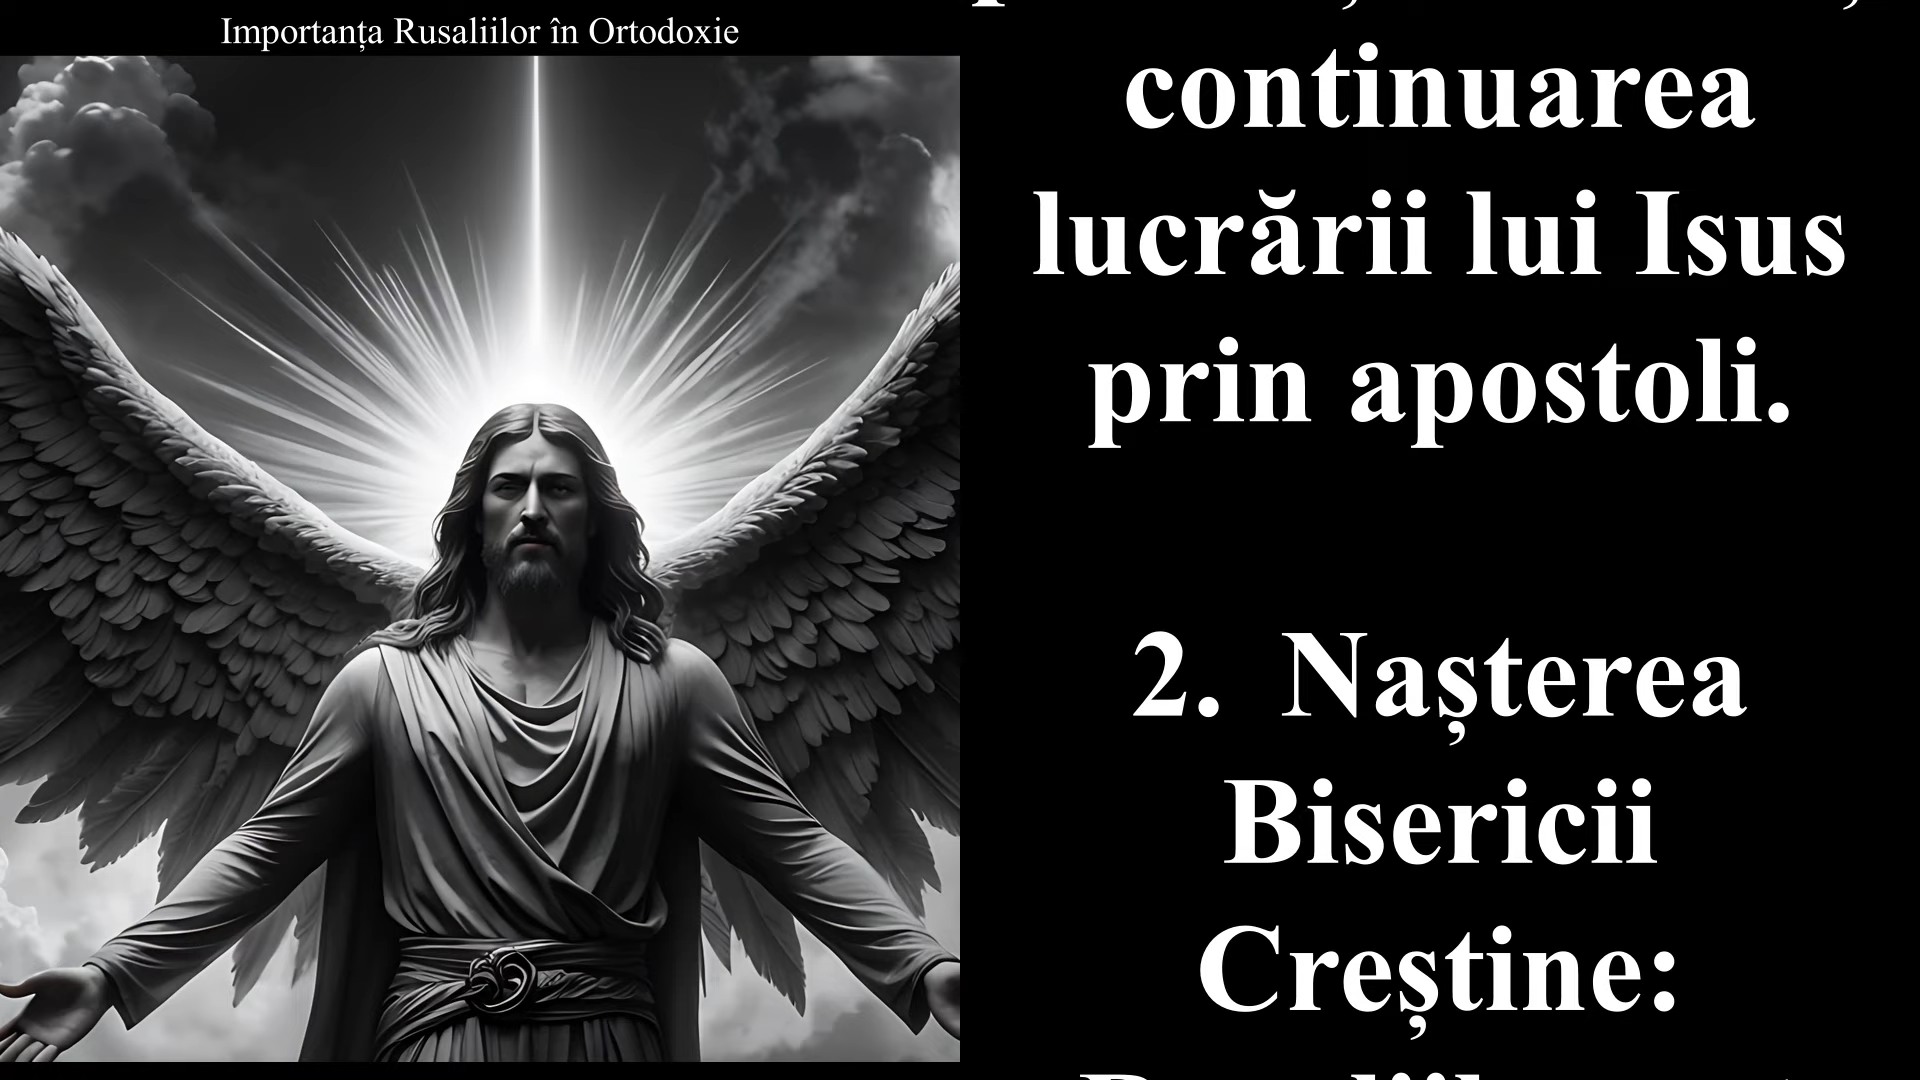 Importanța Rusaliilor în Ortodoxie
continuarea
lucrării lui Isus
prin apostoli.
2. Nașterea
Bisericii
Creștine: